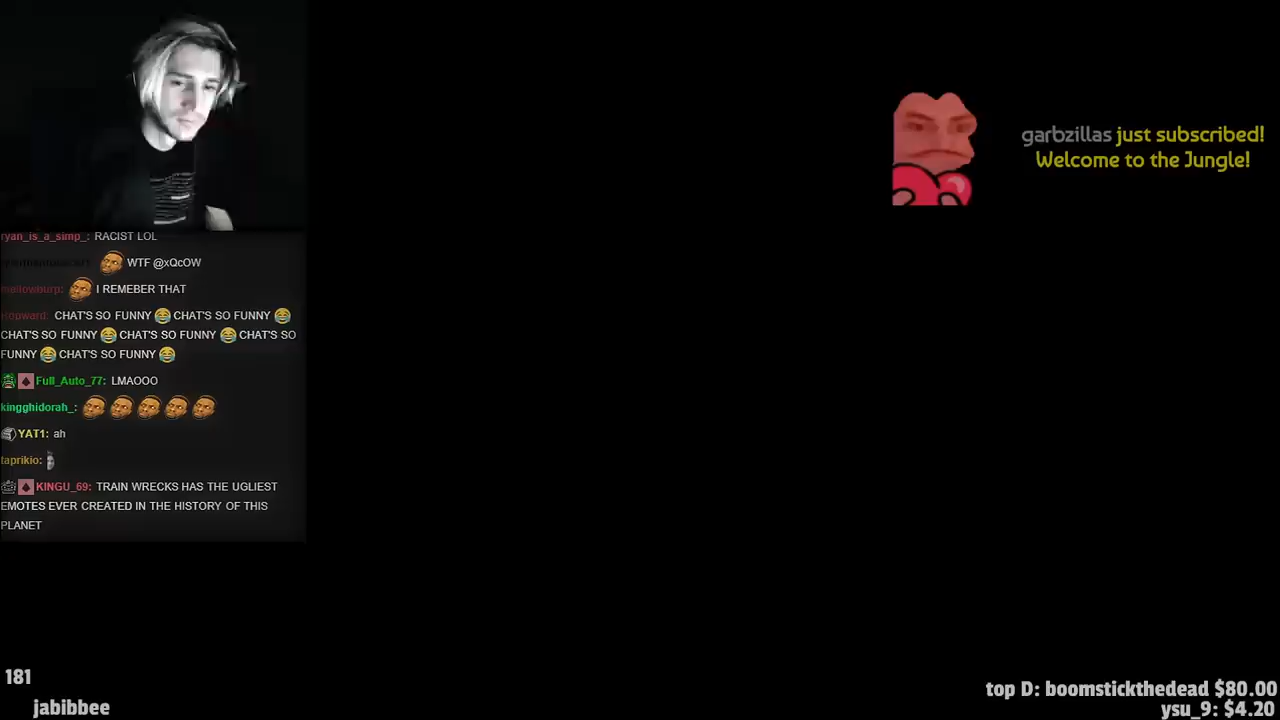 garbzillas just subscribed!
Welcome to the Jungle!
ryan_is_a_simp_: RACIST LOL
WTF @xQcOW
mellowburp: I REMEBER THAT
CHAT'S SO FUNNY 😂 CHAT'S SO FUNNY 😂
CHAT'S SO FUNNY 😂 CHAT'S SO FUNNY 😂 CHAT'S SO
FUNNY 😂 CHAT'S SO FUNNY 😂
Full_Auto_77: LMAOOO
kingghidorah_:
YAT1: ah
taprikio:
KINGU_69: TRAIN WRECKS HAS THE UGLIEST
EMOTES EVER CREATED IN THE HISTORY OF THIS
PLANET
181
jabibbee
top D: boomstickthedead $80.00
ysu_9: $4.20